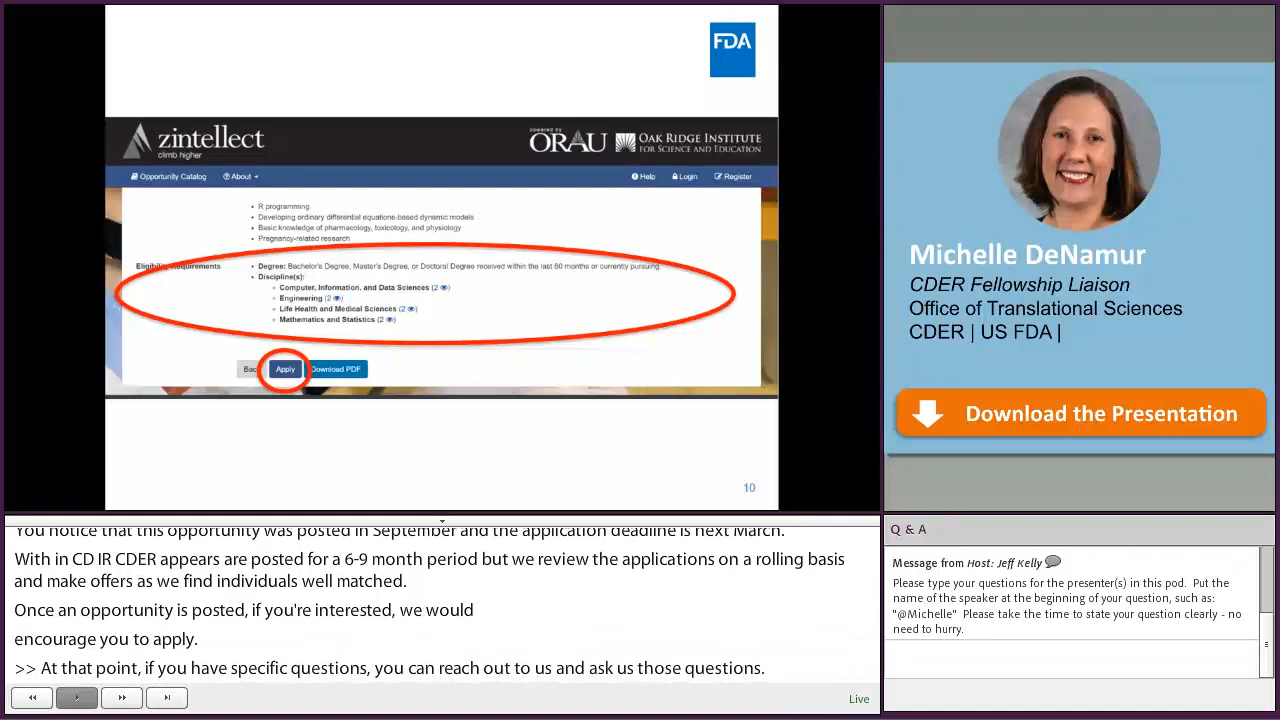 FDA
zintellect
climb higher
powered by
ORAU
OAK RIDGE INSTITUTE
FOR SCIENCE AND EDUCATION
Opportunity Catalog
About
Help
Login
Register
• R programming
• Developing ordinary differential equations-based dynamic models
• Basic knowledge of pharmacology, toxicology, and physiology
• Pregnancy-related research
Eligibility Requirements
• Degree: Bachelor's Degree, Master's Degree, or Doctoral Degree received within the last 60 months or currently pursuing.
• Discipline(s):
Computer, Information, and Data Sciences (2 )
Engineering (2 )
Life Health and Medical Sciences (2 )
Mathematics and Statistics (2 )
Bac
Apply
Download PDF
10
Michelle DeNamur
CDER Fellowship Liaison
Office of Translational Sciences
CDER | US FDA |
Download the Presentation
You notice that this opportunity was posted in September and the application deadline is next March.
With in CD IR CDER appears are posted for a 6-9 month period but we review the applications on a rolling basis
and make offers as we find individuals well matched.
Once an opportunity is posted, if you're interested, we would
encourage you to apply.
>> At that point, if you have specific questions, you can reach out to us and ask us those questions.
Live
Q & A
Message from Host: Jeff Kelly
Please type your questions for the presenter(s) in this pod. Put the
name of the speaker at the beginning of your question, such as:
"@Michelle" Please take the time to state your question clearly - no
need to hurry.